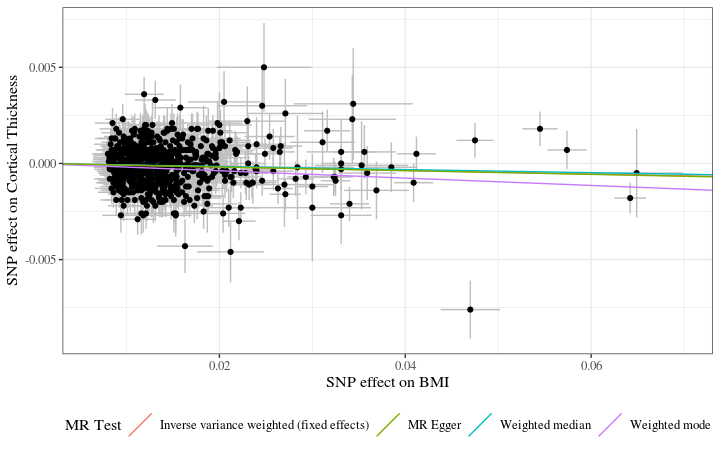 SNP effect on Cortical Thickness
0.005
0.000
-0.005
0.02 0.04 0.06
SNP effect on BMI
MR Test Inverse variance weighted (fixed effects) MR Egger Weighted median Weighted mode